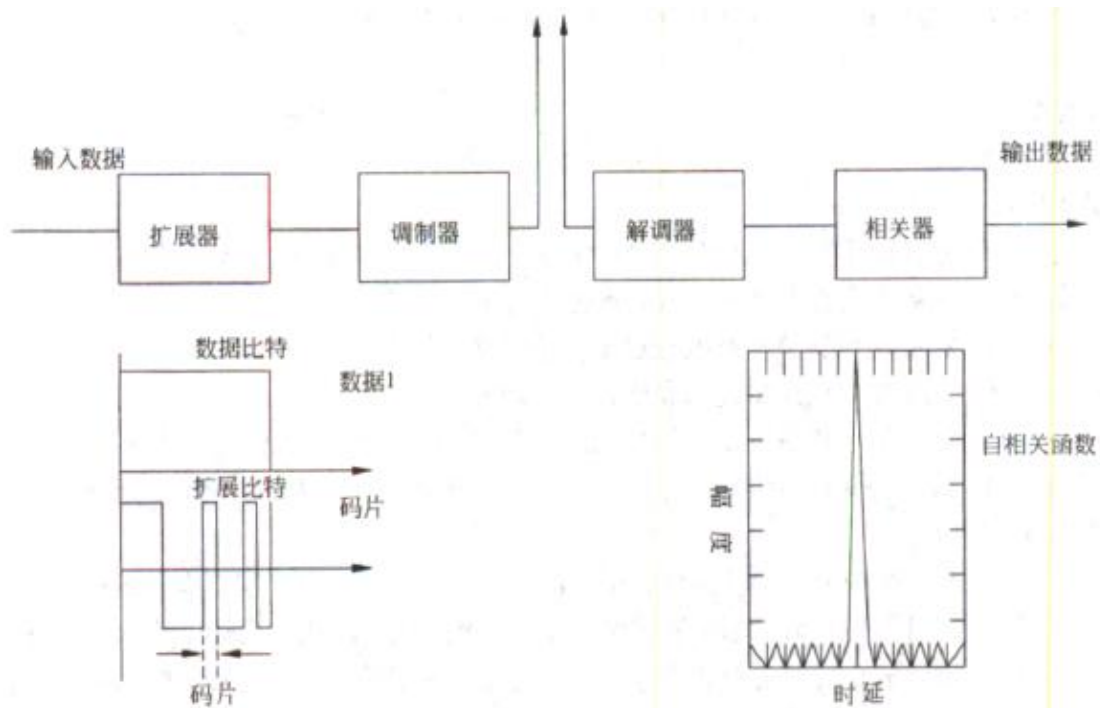 输入数据
输出数据
扩展器
调制器
解调器
相关器
数据比特
数据1
扩展比特
码片
码片
幅度
自相关函数
时延